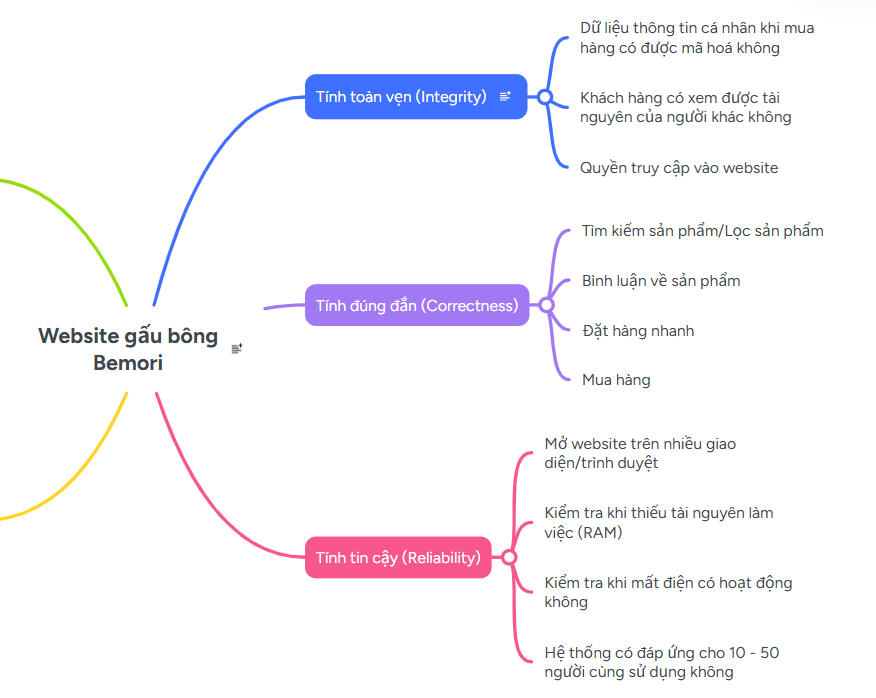 Website gấu bông
Bemori
Tính toàn vẹn (Integrity)
Dữ liệu thông tin cá nhân khi mua
hàng có được mã hoá không
Khách hàng có xem được tài
nguyên của người khác không
Quyền truy cập vào website
Tính đúng đắn (Correctness)
Tìm kiếm sản phẩm/Lọc sản phẩm
Bình luận về sản phẩm
Đặt hàng nhanh
Mua hàng
Tính tin cậy (Reliability)
Mở website trên nhiều giao
diện/trình duyệt
Kiểm tra khi thiếu tài nguyên làm
việc (RAM)
Kiểm tra khi mất điện có hoạt động
không
Hệ thống có đáp ứng cho 10 - 50
người cùng sử dụng không